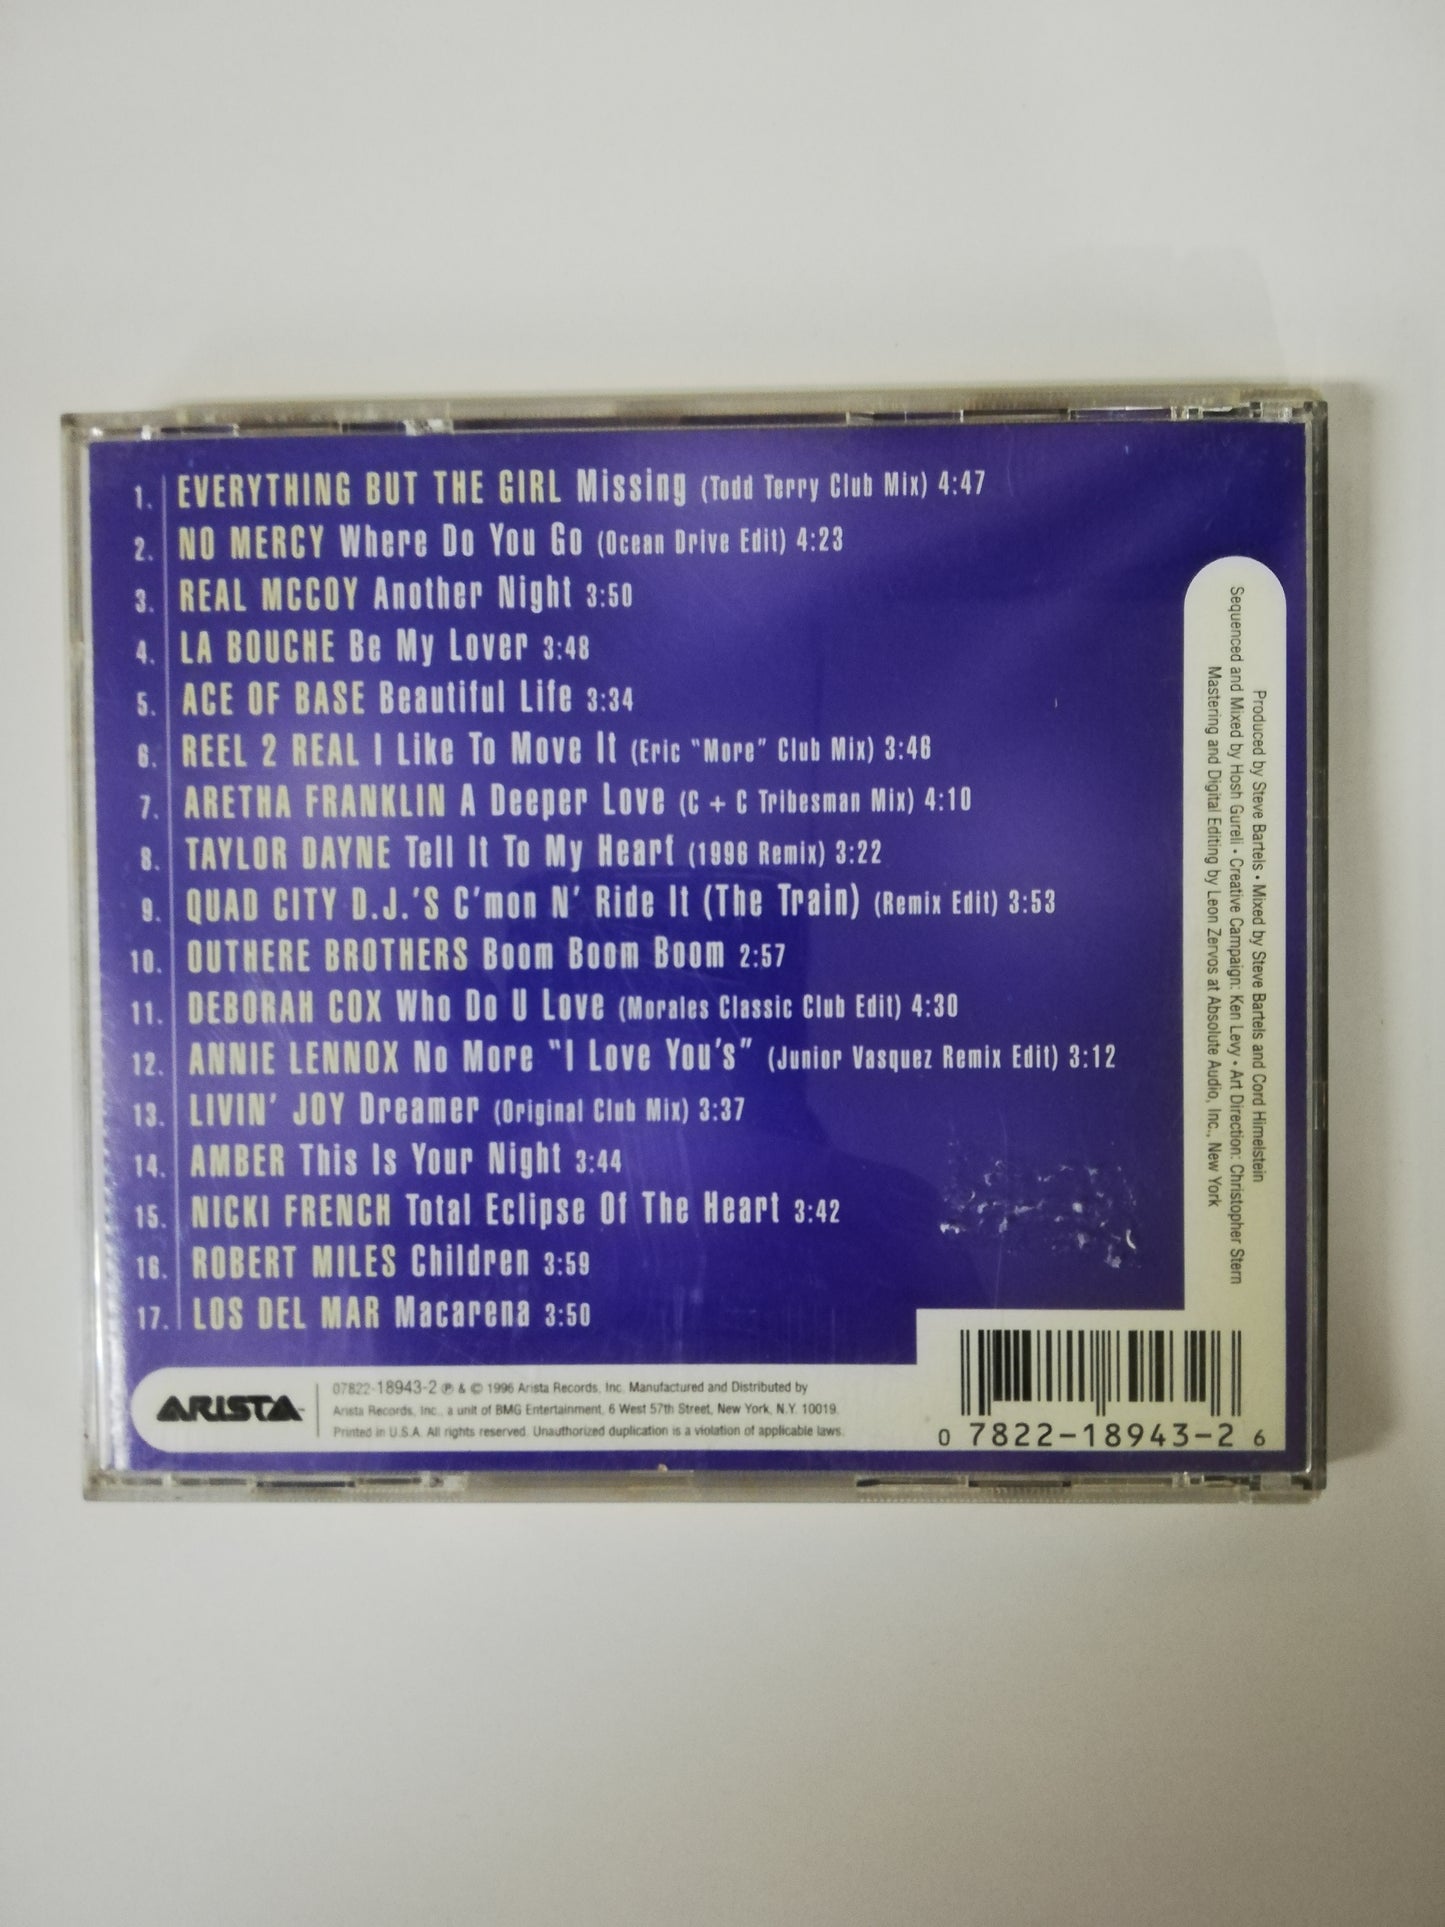 1. EVERYTHING BUT THE GIRL Missing (Todd Terry Club Mix) 4:47
2. NO MERCY Where Do You Go (Ocean Drive Edit) 4:23
3. REAL MCCOY Another Night 3:50
4. LA BOUCHE Be My Lover 3:48
5. ACE OF BASE Beautiful Life 3:34
6. REEL 2 REAL I Like To Move It (Eric "More" Club Mix) 3:46
7. ARETHA FRANKLIN A Deeper Love (C + C Tribesman Mix) 4:10
8. TAYLOR DAYNE Tell It To My Heart (1996 Remix) 3:22
9. QUAD CITY D.J.'S C'mon N' Ride It (The Train) (Remix Edit) 3:53
10. OUTHERE BROTHERS Boom Boom Boom 2:57
11. DEBORAH COX Who Do U Love (Morales Classic Club Edit) 4:30
12. ANNIE LENNOX No More "I Love You's" (Junior Vasquez Remix Edit) 3:12
13. LIVIN' JOY Dreamer (Original Club Mix) 3:37
14. AMBER This Is Your Night 3:44
15. NICKI FRENCH Total Eclipse Of The Heart 3:42
16. ROBERT MILES Children 3:59
17. LOS DEL MAR Macarena 3:50
Produced by Steve Bartels • Mixed by Steve Bartels and Cord Himelstein
Sequenced and Mixed by Hosh Gureli • Creative Campaign: Ken Levy • Art Direction: Christopher Stern
Mastering and Digital Editing by Leon Zervos at Absolute Audio, Inc., New York
ARISTA™
07822-18943-2 ℗ & © 1996 Arista Records, Inc. Manufactured and Distributed by
Arista Records, Inc., a unit of BMG Entertainment, 6 West 57th Street, New York, N.Y. 10019.
Printed in U.S.A. All rights reserved. Unauthorized duplication is a violation of applicable laws.
0 7822-18943-2 6